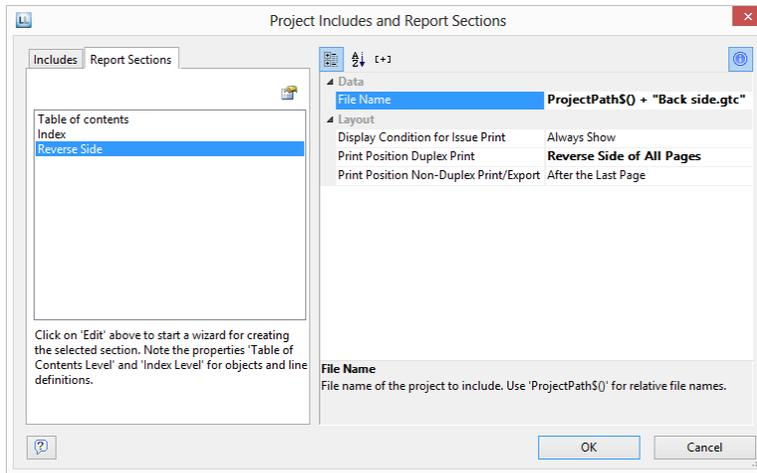 LL
Project Includes and Report Sections
x
Includes
Report Sections
Table of contents
Index
Reverse Side
Click on 'Edit' above to start a wizard for creating
the selected section. Note the properties 'Table of
Contents Level' and 'Index Level' for objects and line
definitions.
[+]
Data
File Name ProjectPath$() + "Back side.gtc"
Layout
Display Condition for Issue Print Always Show
Print Position Duplex Print Reverse Side of All Pages
Print Position Non-Duplex Print/Export After the Last Page
File Name
File name of the project to include. Use 'ProjectPath$()' for relative file names.
?
OK
Cancel